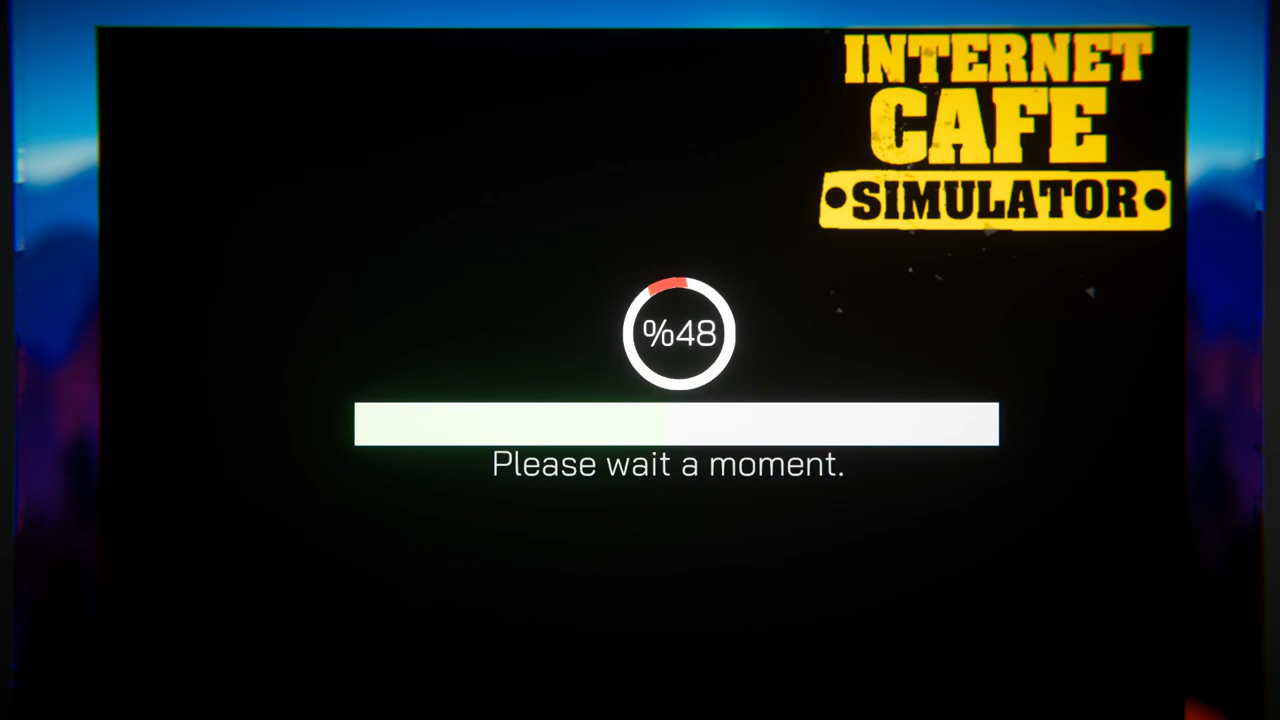 INTERNET
CAFE
•SIMULATOR•
%48
Please wait a moment.